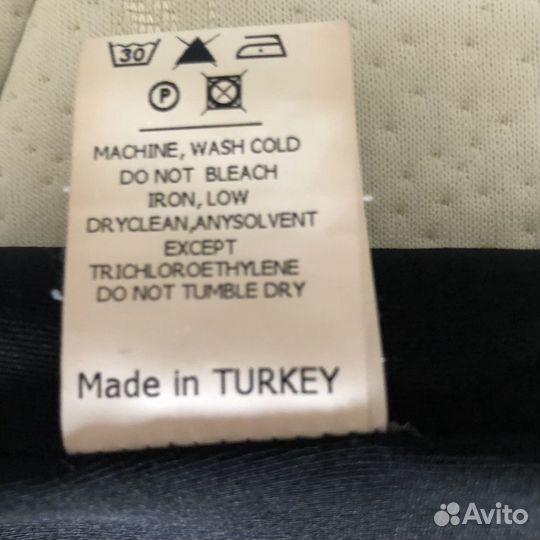 30
P
MACHINE, WASH COLD
DO NOT BLEACH
IRON, LOW
DRYCLEAN,ANYSOLVENT
EXCEPT
TRICHLOROETHYLENE
DO NOT TUMBLE DRY
Made in TURKEY
Avito